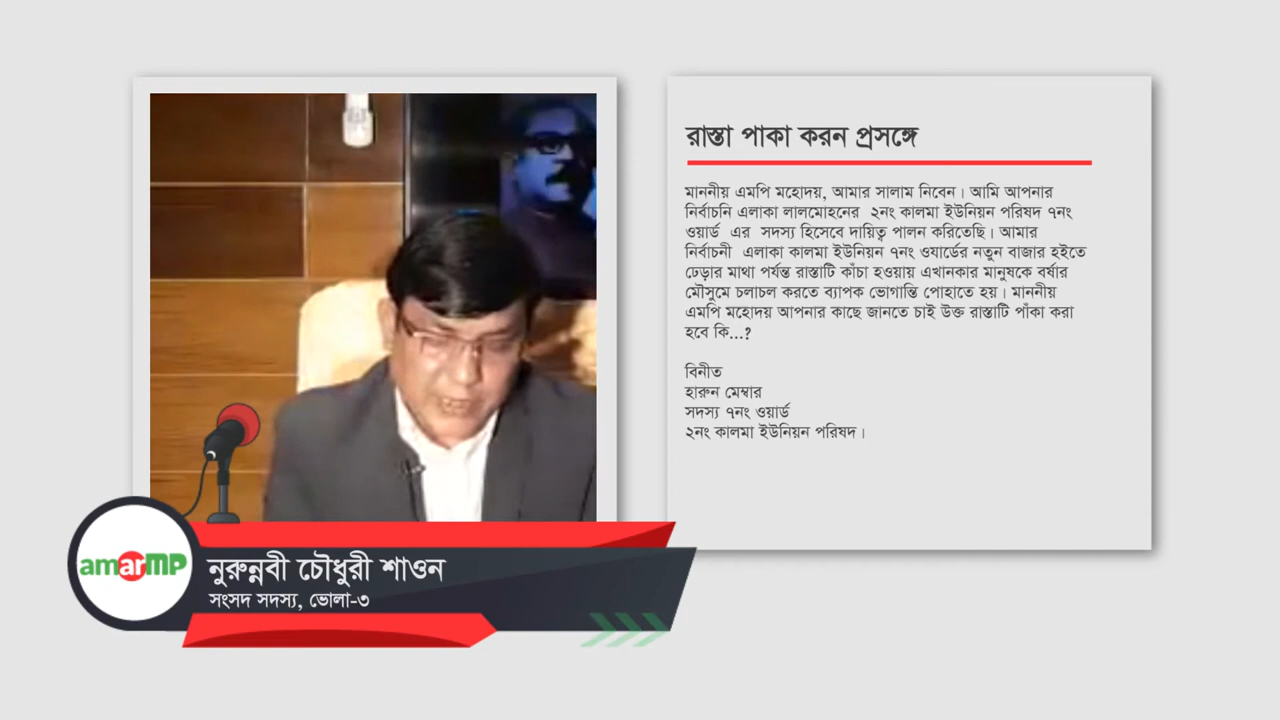 রাস্তা পাকা করন প্রসঙ্গে
মাননীয় এমপি মহোদয়, আমার সালাম নিবেন। আমি আপনার
নির্বাচনি এলাকা লালমোহনের ২নং কালমা ইউনিয়ন পরিষদ ৭নং
ওয়ার্ড এর সদস্য হিসেবে দায়িত্ব পালন করিতেছি। আমার
নির্বাচনী এলাকা কালমা ইউনিয়ন ৭নং ওযার্ডের নতুন বাজার হইতে
ঢেড়ার মাথা পর্যন্ত রাস্তাটি কাঁচা হওয়ায় এখানকার মানুষকে বর্ষার
মৌসুমে চলাচল করতে ব্যাপক ভোগান্তি পোহাতে হয়। মাননীয়
এমপি মহোদয় আপনার কাছে জানতে চাই উক্ত রাস্তাটি পাঁকা করা
হবে কি...?
বিনীত
হারুন মেম্বার
সদস্য ৭নং ওয়ার্ড
২নং কালমা ইউনিয়ন পরিষদ।
amarMP
নুরুন্নবী চৌধুরী শাওন
সংসদ সদস্য, ভোলা-৩